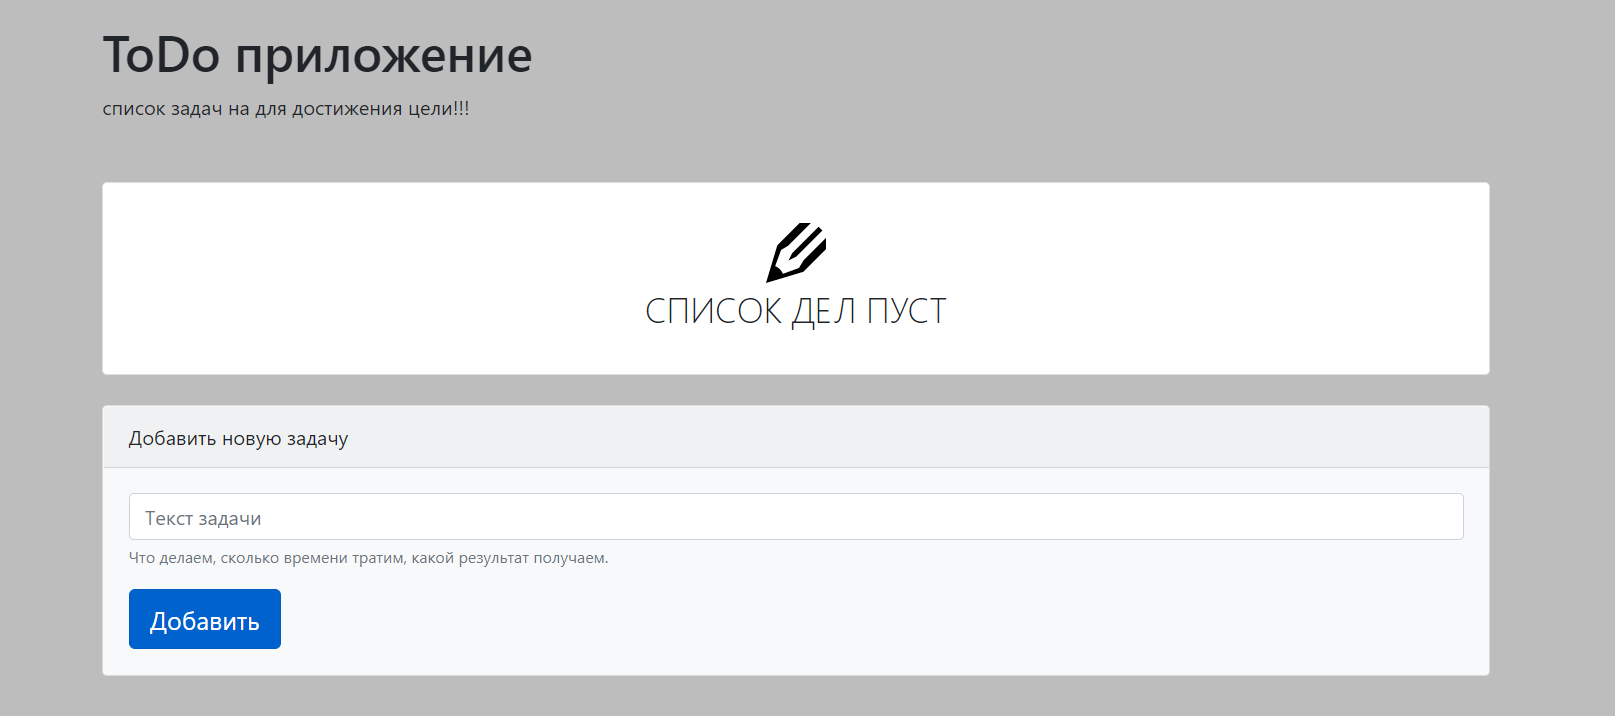 ToDo приложение
список задач на для достижения цели!!!
СПИСОК ДЕЛ ПУСТ
Добавить новую задачу
Текст задачи
Что делаем, сколько времени тратим, какой результат получаем.
Добавить